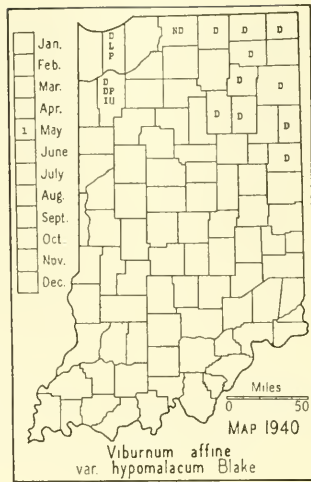 Jan.
Feb.
Mar.
Apr.
1 May
June
July
Aug.
Sept.
Oct.
Nov.
Dec.
D ND D D D
L
P D
D D D
DP
IU
D D D
D
D
Miles
0 50
MAP 1940
Viburnum affine
var. hypomalacum Blake